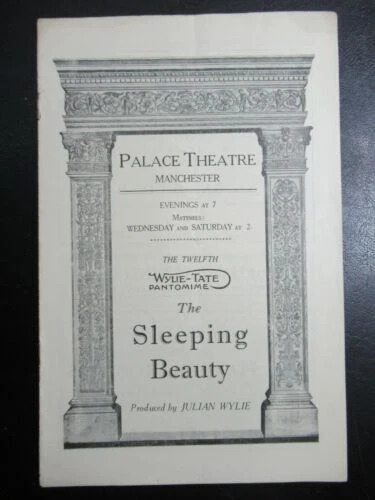 PALACE THEATRE
MANCHESTER
EVENINGS AT 7
MATINEES:
WEDNESDAY AND SATURDAY AT 2
THE TWELFTH
WYLIE-TATE
PANTOMIME
The
Sleeping
Beauty
Produced by JULIAN WYLIE